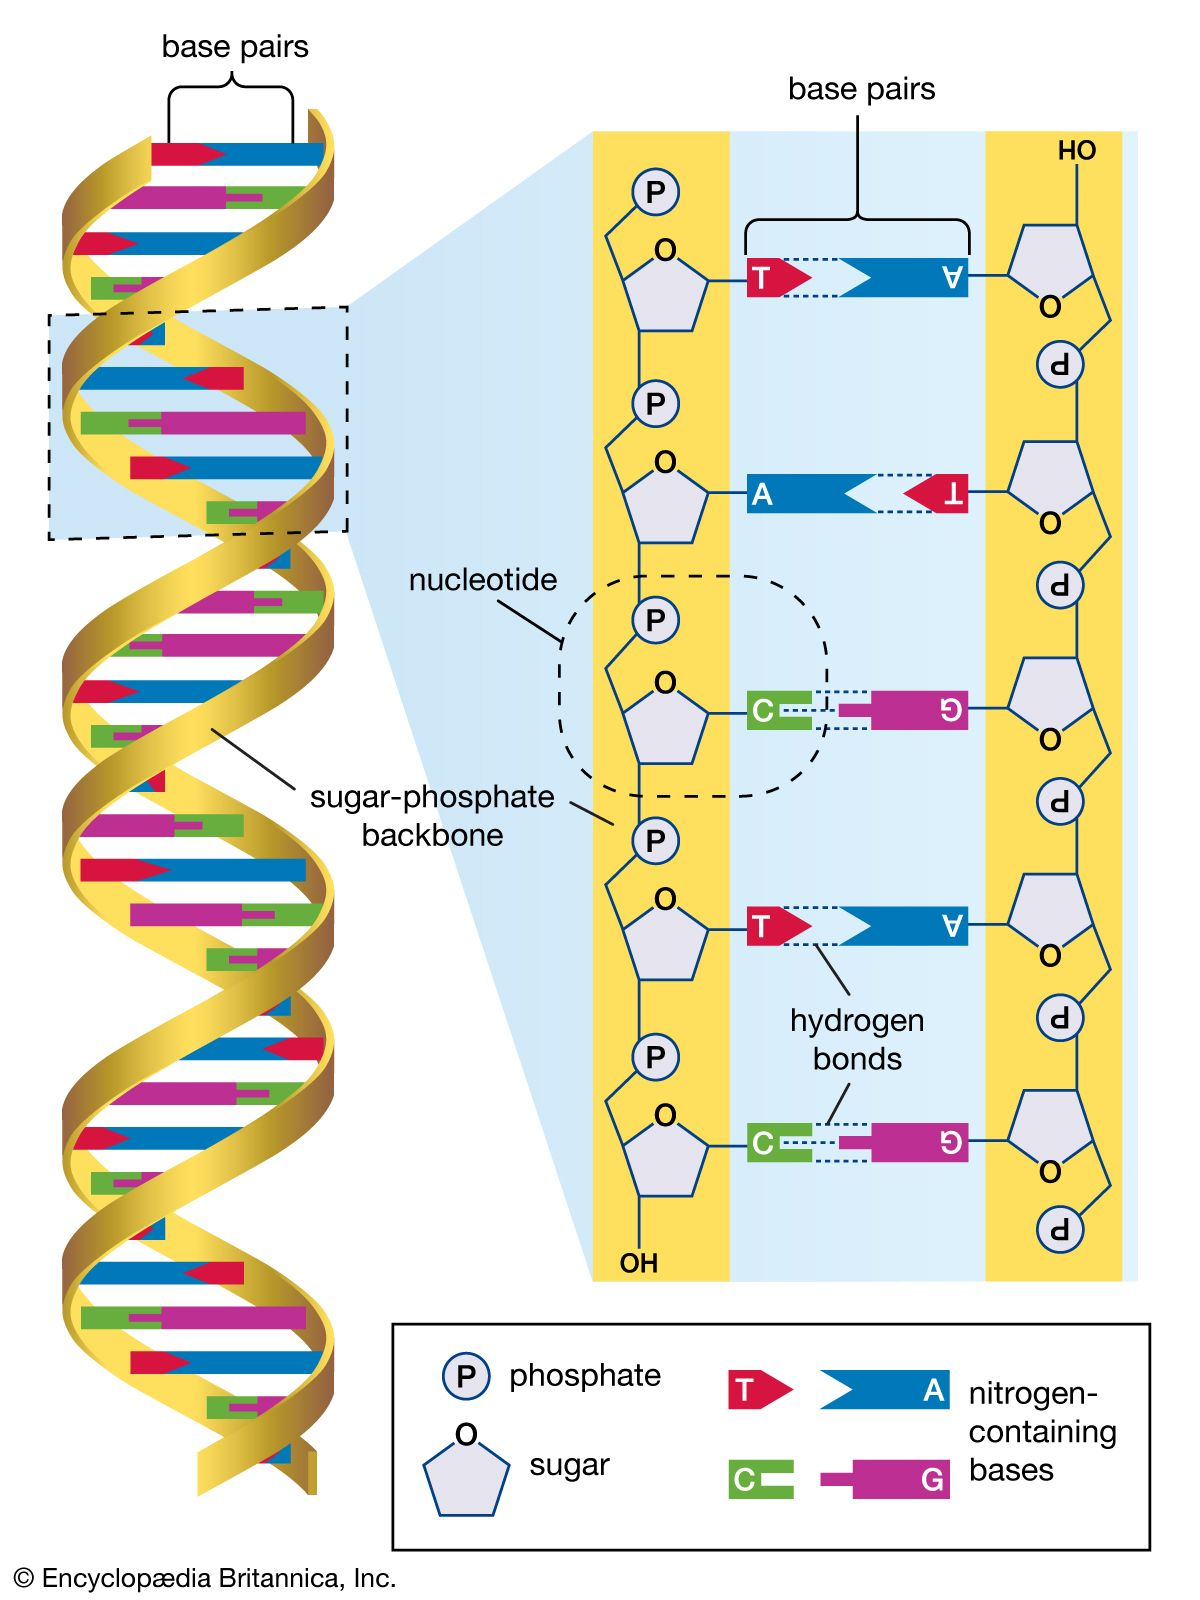 base pairs
base pairs
HO
P
O
T
A
O
P
P
O
A
T
O
nucleotide
P
P
O
C
G
O
sugar-phosphate
backbone
P
P
O
T
A
O
hydrogen
bonds
P
P
O
C
G
O
P
OH
P
phosphate
T
A
nitrogen-
containing
bases
O
sugar
C
G
© Encyclopædia Britannica, Inc.